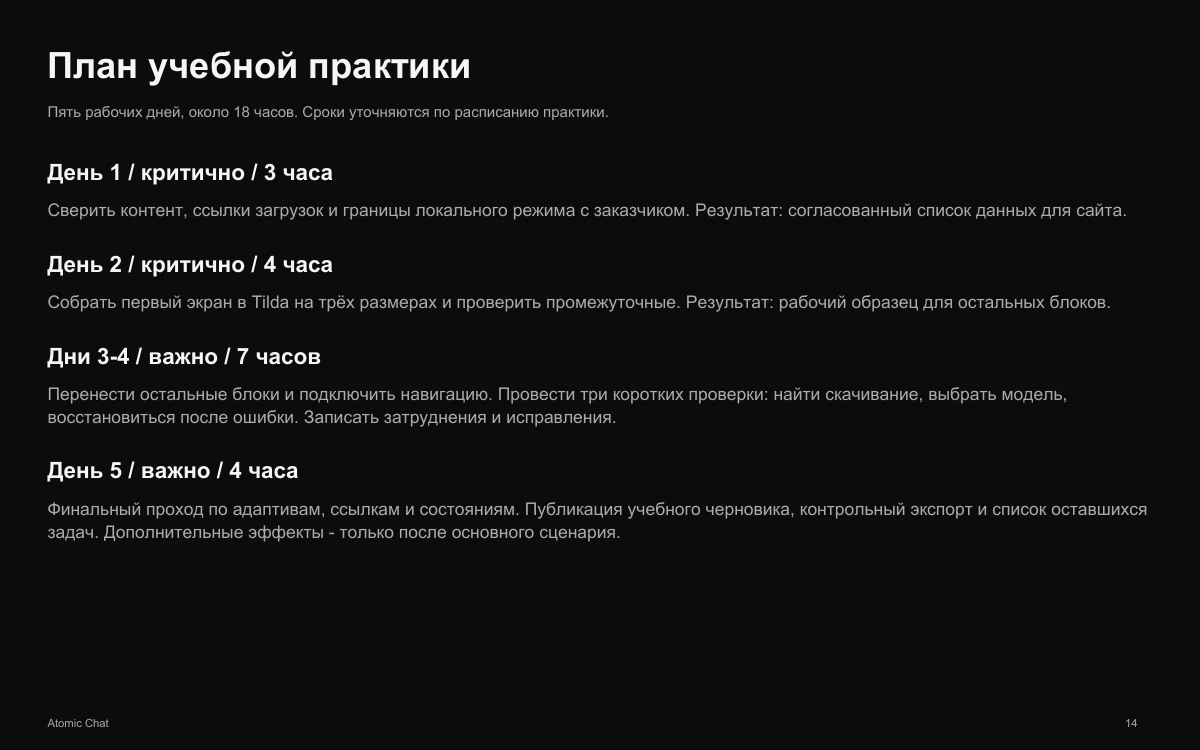 План учебной практики
Пять рабочих дней, около 18 часов. Сроки уточняются по расписанию практики.
День 1 / критично / 3 часа
Сверить контент, ссылки загрузок и границы локального режима с заказчиком. Результат: согласованный список данных для сайта.
День 2 / критично / 4 часа
Собрать первый экран в Tilda на трёх размерах и проверить промежуточные. Результат: рабочий образец для остальных блоков.
Дни 3-4 / важно / 7 часов
Перенести остальные блоки и подключить навигацию. Провести три коротких проверки: найти скачивание, выбрать модель,
восстановиться после ошибки. Записать затруднения и исправления.
День 5 / важно / 4 часа
Финальный проход по адаптивам, ссылкам и состояниям. Публикация учебного черновика, контрольный экспорт и список оставшихся
задач. Дополнительные эффекты - только после основного сценария.
Atomic Chat
14